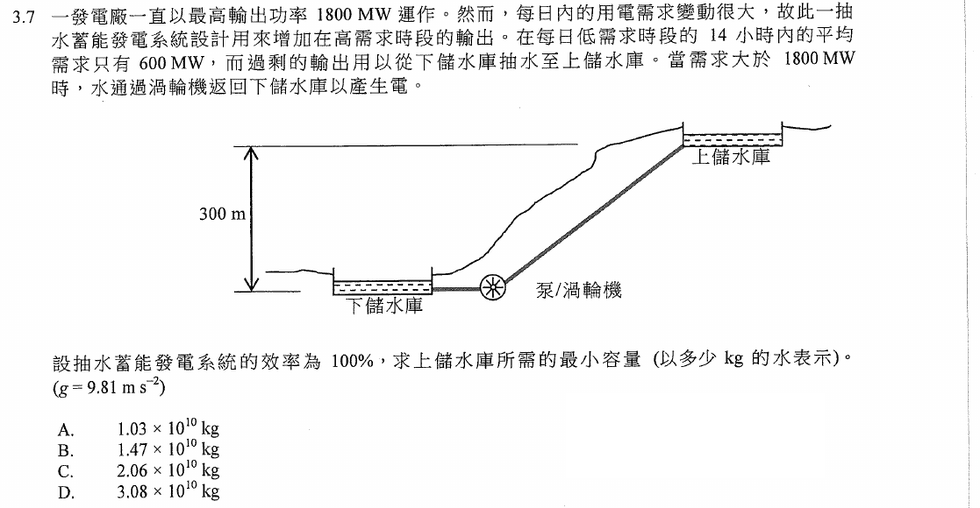 3.7 一發電廠一直以最高輸出功率 1800 MW 運作。然而，每日內的用電需求變動很大，故此一抽
水蓄能發電系統設計用來增加在高需求時段的輸出。在每日低需求時段的 14 小時內的平均
需求只有 600 MW，而過剩的輸出用以從下儲水庫抽水至上儲水庫。當需求大於 1800 MW
時，水通過渦輪機返回下儲水庫以產生電。
上儲水庫
300 m
泵/渦輪機
下儲水庫
設抽水蓄能發電系統的效率為 100%，求上儲水庫所需的最小容量 (以多少 kg 的水表示)。
(g = 9.81 m s⁻²)
A. 1.03 × 10¹⁰ kg
B. 1.47 × 10¹⁰ kg
C. 2.06 × 10¹⁰ kg
D. 3.08 × 10¹⁰ kg